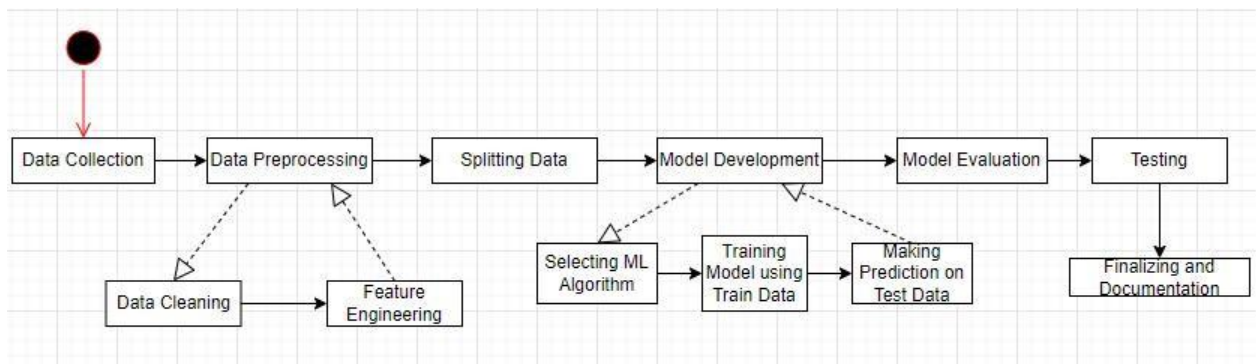 Data Collection
Data Preprocessing
Splitting Data
Model Development
Model Evaluation
Testing
Data Cleaning
Feature
Engineering
Selecting ML
Algorithm
Training
Model using
Train Data
Making
Prediction on
Test Data
Finalizing and
Documentation